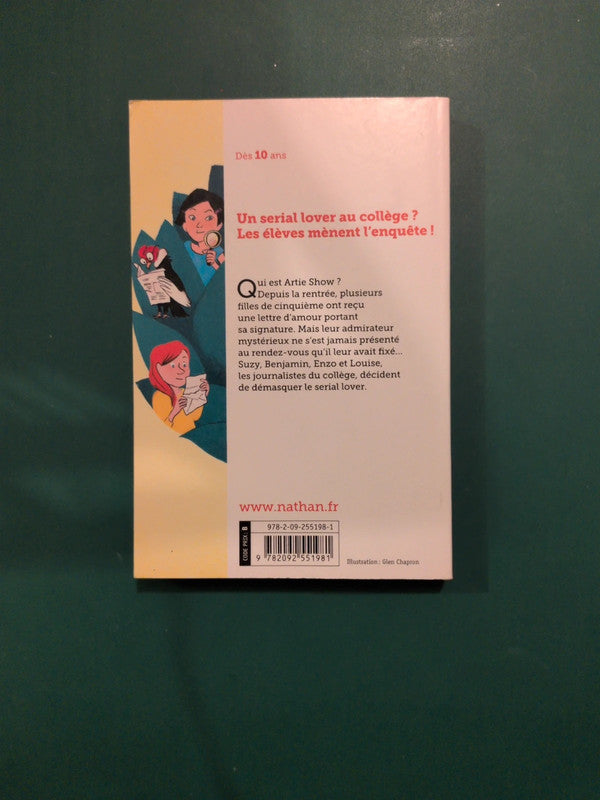 Dès 10 ans
Un serial lover au collège ?
Les élèves mènent l'enquête !
Qui est Artie Show ?
Depuis la rentrée, plusieurs
filles de cinquième ont reçu
une lettre d'amour portant
sa signature. Mais leur admirateur
mystérieux ne s'est jamais présenté
au rendez-vous qu'il leur avait fixé...
Suzy, Benjamin, Enzo et Louise,
les journalistes du collège, décident
de démasquer le serial lover.
www.nathan.fr
CODE PRIX : B
978-2-09-255198-1
9 782092 551981
Illustration : Glen Chapron